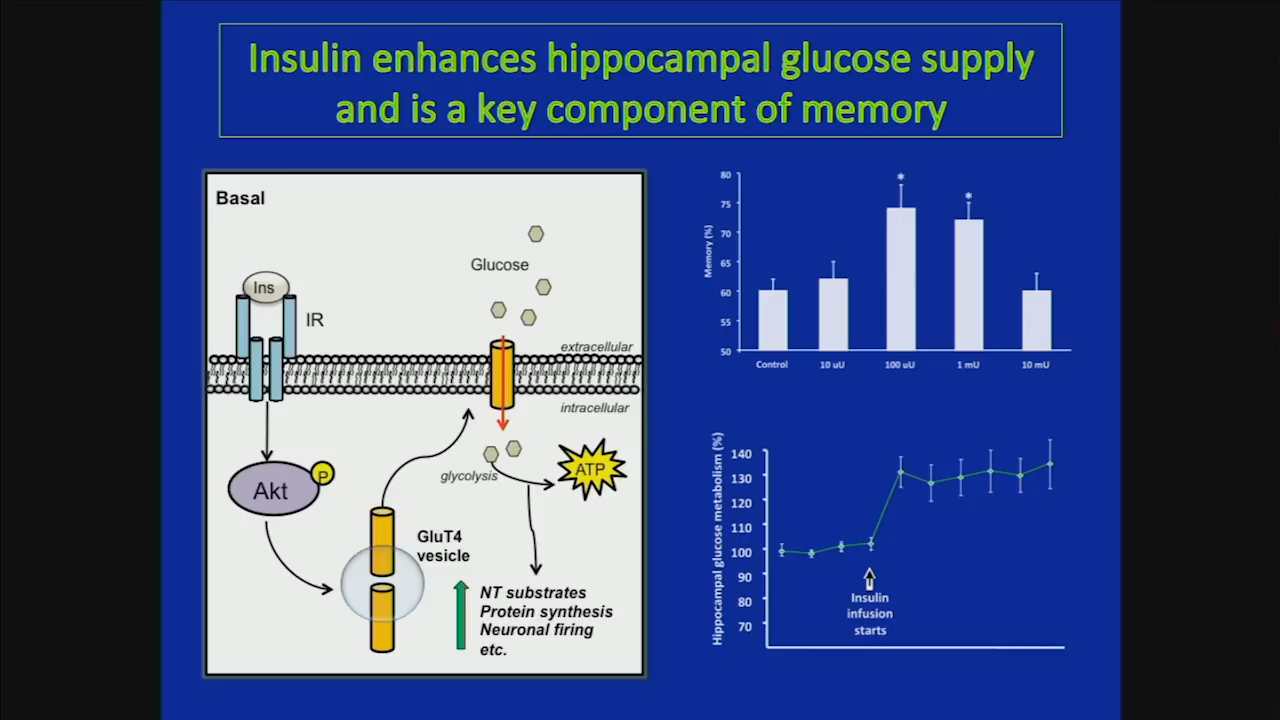 Insulin enhances hippocampal glucose supply
and is a key component of memory
Basal
Ins
IR
Glucose
extracellular
intracellular
glycolysis
ATP
Akt
P
GluT4
vesicle
NT substrates
Protein synthesis
Neuronal firing
etc.
Memory (%)
80
75
70
65
60
55
50
*
*
Control
10 uU
100 uU
1 mU
10 mU
Hippocampal glucose metabolism (%)
140
130
120
110
100
90
80
70
Insulin
infusion
starts